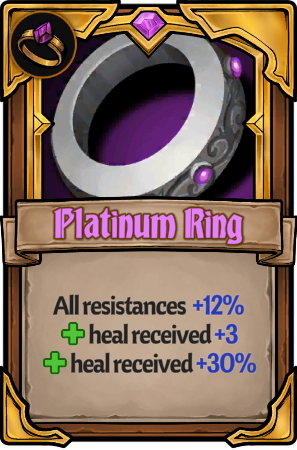 Platinum Ring
All resistances +12%
heal received +3
heal received +30%